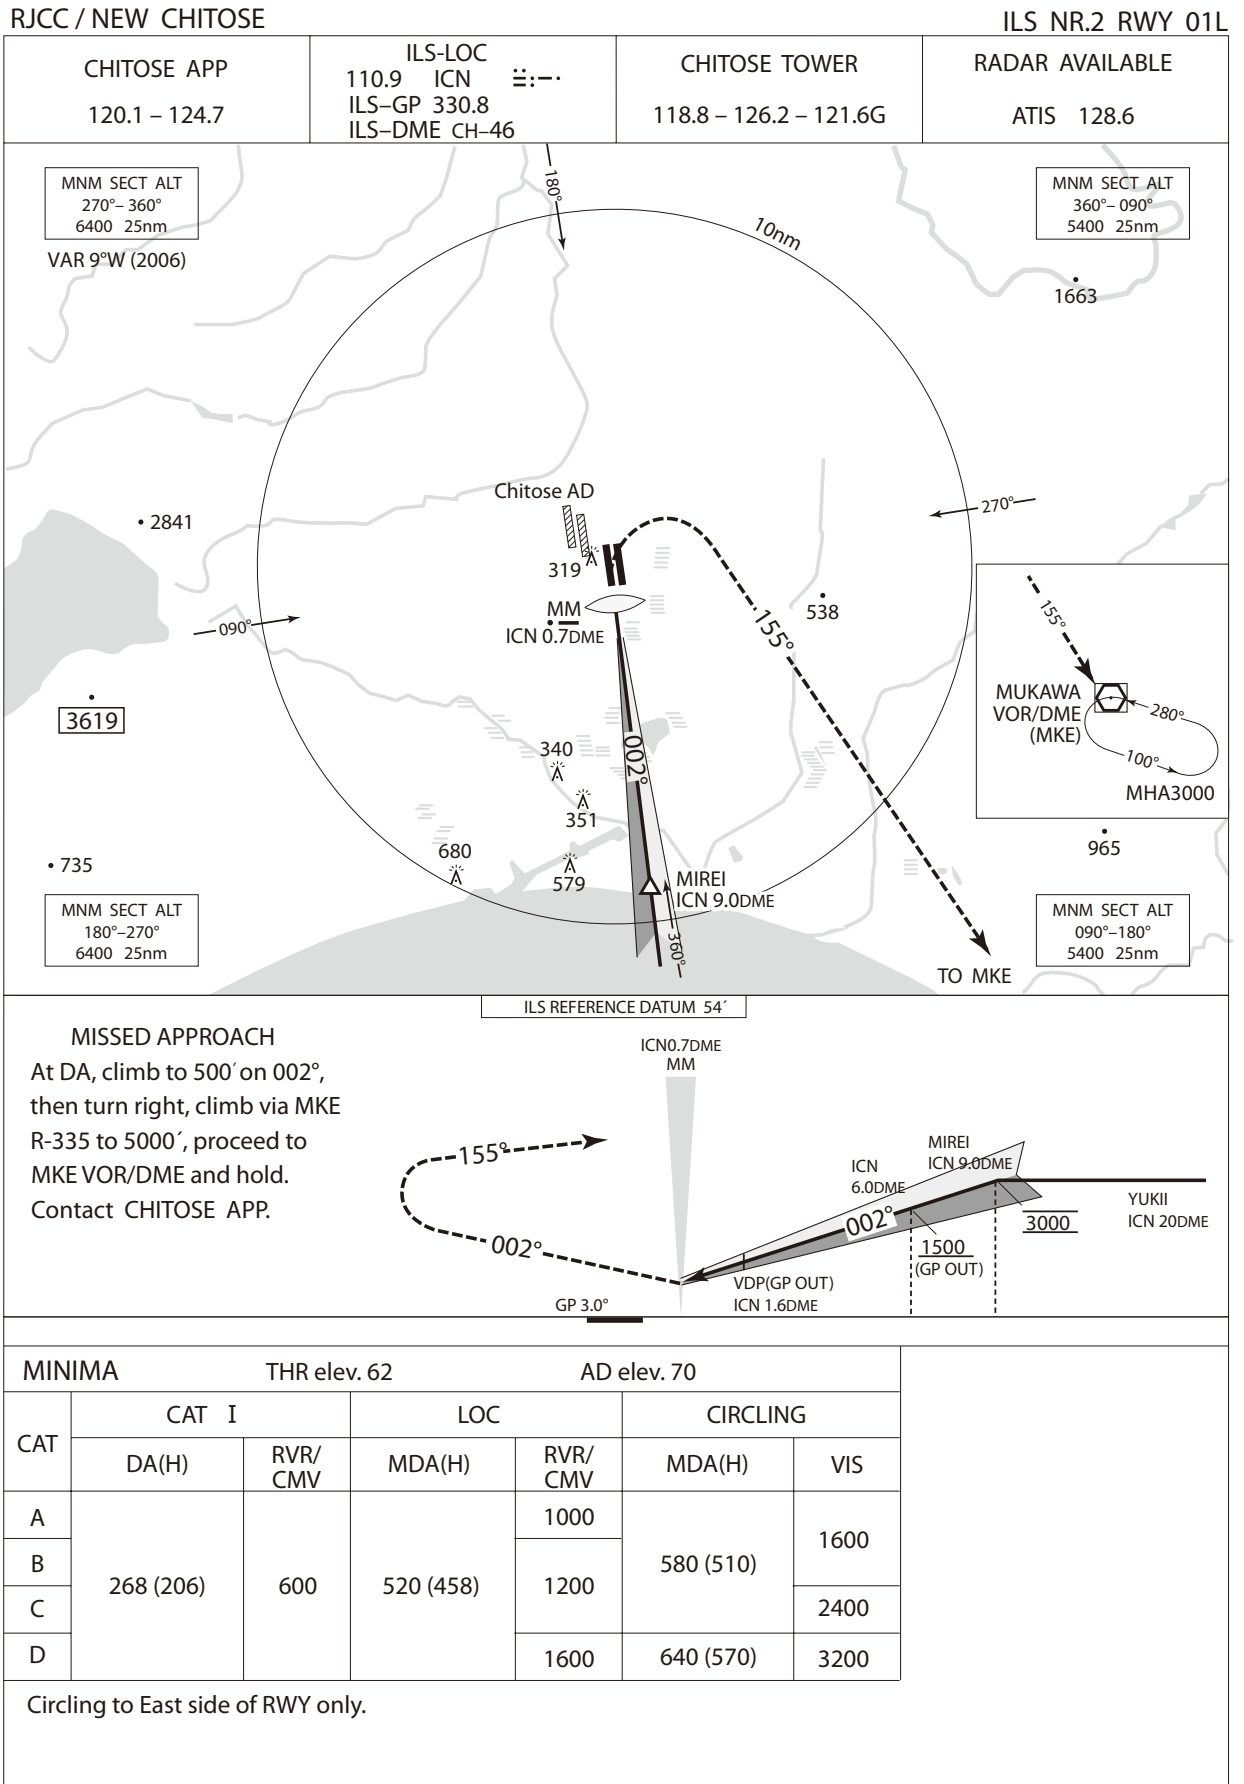 RJCC / NEW CHITOSE
ILS NR.2 RWY 01L
CHITOSE APP
120.1 – 124.7
ILS-LOC
110.9 ICN
ILS–GP 330.8
ILS–DME CH–46
CHITOSE TOWER
118.8 – 126.2 – 121.6G
RADAR AVAILABLE
ATIS 128.6
MNM SECT ALT
270°– 360°
6400 25nm
VAR 9°W (2006)
180°
10nm
MNM SECT ALT
360°– 090°
5400 25nm
1663
Chitose AD
2841
270°
319
538
MM
ICN 0.7DME
090°
155°
155°
3619
MUKAWA
VOR/DME
(MKE)
280°
100°
MHA3000
340
002°
351
680
579
965
735
MIREI
ICN 9.0DME
360°
MNM SECT ALT
180°–270°
6400 25nm
MNM SECT ALT
090°–180°
5400 25nm
TO MKE
ILS REFERENCE DATUM 54´
MISSED APPROACH
At DA, climb to 500´ on 002°,
then turn right, climb via MKE
R-335 to 5000´, proceed to
MKE VOR/DME and hold.
Contact CHITOSE APP.
ICN0.7DME
MM
155°
002°
MIREI
ICN 9.0DME
ICN
6.0DME
002°
YUKII
ICN 20DME
3000
1500
(GP OUT)
VDP(GP OUT)
ICN 1.6DME
GP 3.0°
MINIMA THR elev. 62 AD elev. 70
CAT
CAT I
LOC
CIRCLING
DA(H)
RVR/
CMV
MDA(H)
RVR/
CMV
MDA(H)
VIS
A
B
C
D
268 (206)
600
520 (458)
1000
1200
1600
580 (510)
640 (570)
1600
2400
3200
Circling to East side of RWY only.